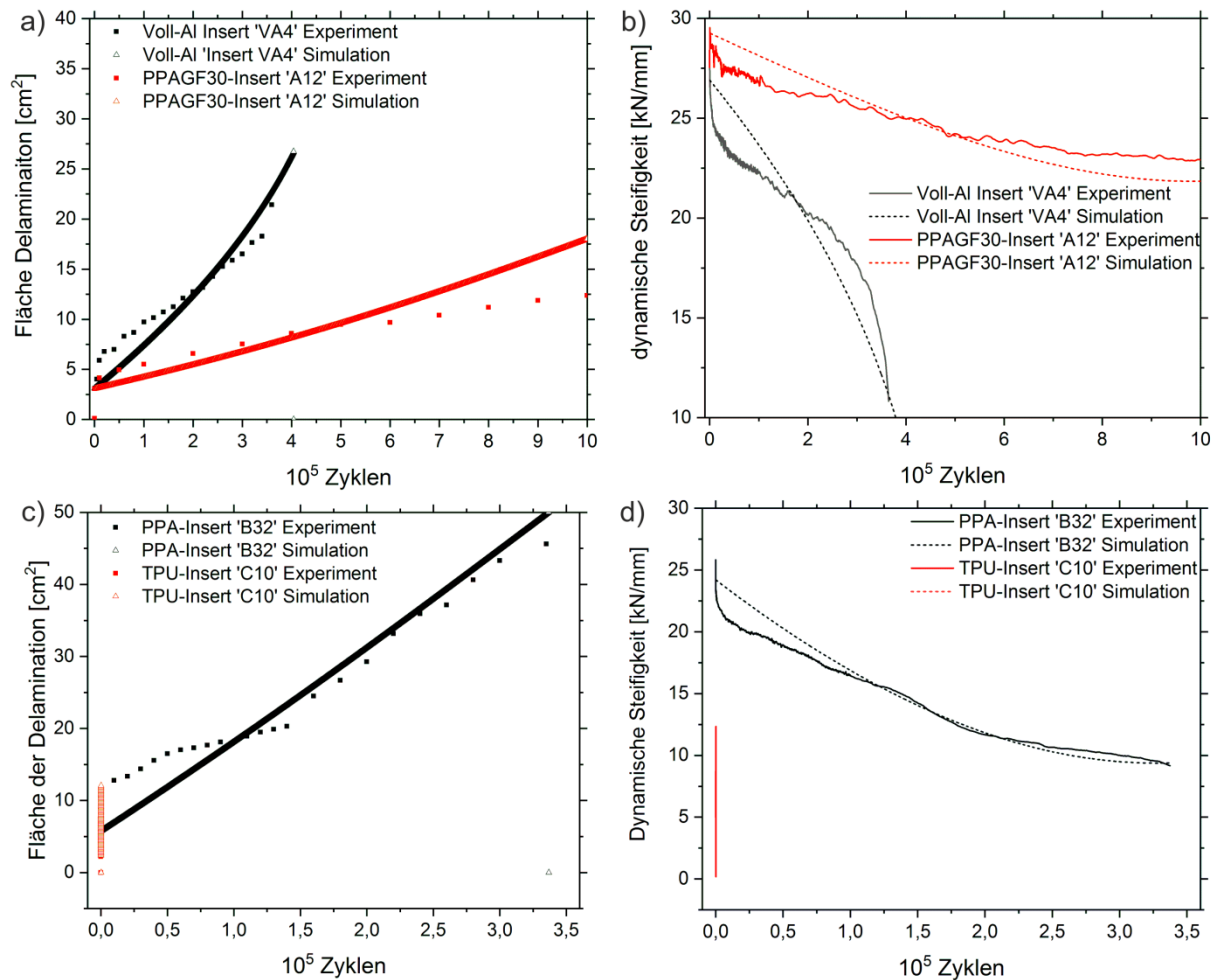 a)
Fläche Delaminaiton [cm²]
40
35
30
25
20
15
10
5
0
Voll-Al Insert 'VA4' Experiment
Voll-Al 'Insert VA4' Simulation
PPAGF30-Insert 'A12' Experiment
PPAGF30-Insert 'A12' Simulation
0 1 2 3 4 5 6 7 8 9 10
10⁵ Zyklen
b)
dynamische Steifigkeit [kN/mm]
30
25
20
15
10
Voll-Al Insert 'VA4' Experiment
Voll-Al Insert 'VA4' Simulation
PPAGF30-Insert 'A12' Experiment
PPAGF30-Insert 'A12' Simulation
0 2 4 6 8 10
10⁵ Zyklen
c)
Fläche der Delamination [cm²]
50
40
30
20
10
0
PPA-Insert 'B32' Experiment
PPA-Insert 'B32' Simulation
TPU-Insert 'C10' Experiment
TPU-Insert 'C10' Simulation
0,0 0,5 1,0 1,5 2,0 2,5 3,0 3,5
10⁵ Zyklen
d)
Dynamische Steifigkeit [kN/mm]
30
25
20
15
10
5
0
PPA-Insert 'B32' Experiment
PPA-Insert 'B32' Simulation
TPU-Insert 'C10' Experiment
TPU-Insert 'C10' Simulation
0,0 0,5 1,0 1,5 2,0 2,5 3,0 3,5
10⁵ Zyklen